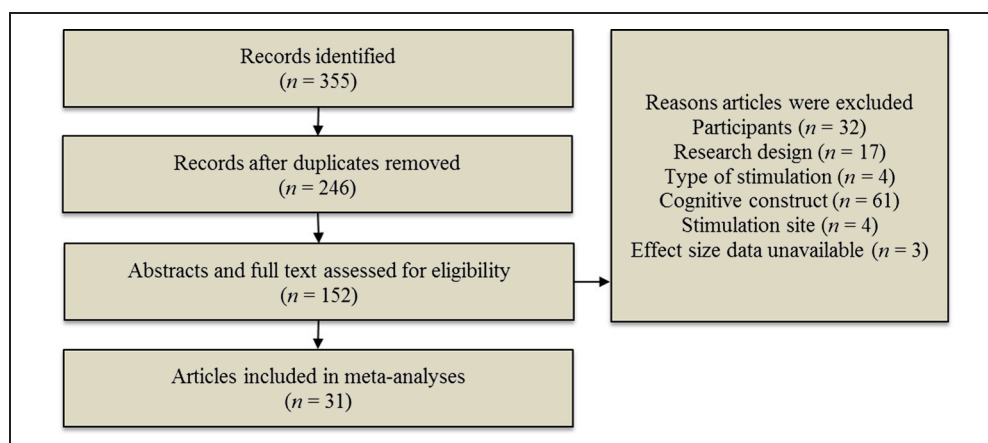 Records identified
(n = 355)
Records after duplicates removed
(n = 246)
Abstracts and full text assessed for eligibility
(n = 152)
Articles included in meta-analyses
(n = 31)
Reasons articles were excluded
Participants (n = 32)
Research design (n = 17)
Type of stimulation (n = 4)
Cognitive construct (n = 61)
Stimulation site (n = 4)
Effect size data unavailable (n = 3)